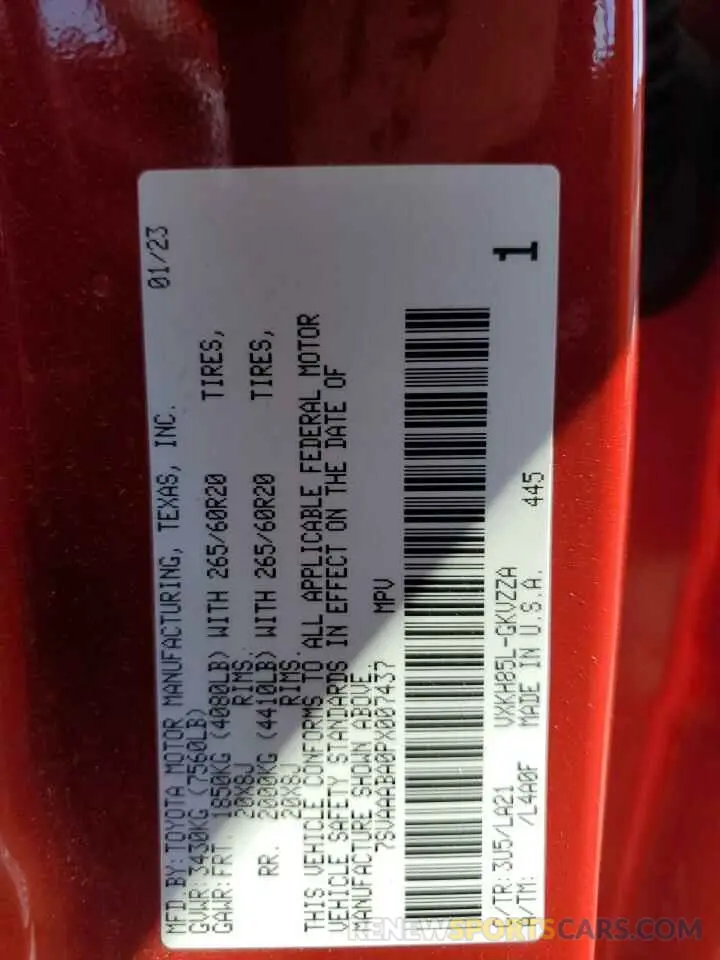 MFD.BY:TOYOTA MOTOR MANUFACTURING, TEXAS, INC. 01/23
GVWR:3430KG (7560LB)
GAWR:FRT. 1850KG (4080LB) WITH 265/60R20 TIRES,
20X8J RIMS.
RR. 2000KG (4410LB) WITH 265/60R20 TIRES,
20X8J RIMS.
THIS VEHICLE CONFORMS TO ALL APPLICABLE FEDERAL MOTOR
VEHICLE SAFETY STANDARDS IN EFFECT ON THE DATE OF
MANUFACTURE SHOWN ABOVE.
7SVAAABA0PX007437 MPV
C/TR:3U5/LA21 VXKH85L-GKVZZA
A/TM: /L4A0F MADE IN U.S.A. 445
1
RENEWSPORTSCARS.COM